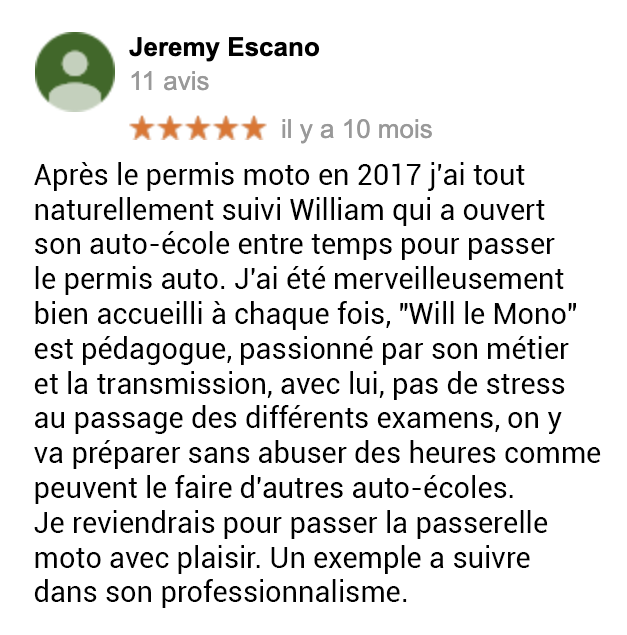 Jeremy Escano
11 avis
il y a 10 mois
Après le permis moto en 2017 j'ai tout
naturellement suivi William qui a ouvert
son auto-école entre temps pour passer
le permis auto. J'ai été merveilleusement
bien accueilli à chaque fois, "Will le Mono"
est pédagogue, passionné par son métier
et la transmission, avec lui, pas de stress
au passage des différents examens, on y
va préparer sans abuser des heures comme
peuvent le faire d'autres auto-écoles.
Je reviendrais pour passer la passerelle
moto avec plaisir. Un exemple a suivre
dans son professionnalisme.